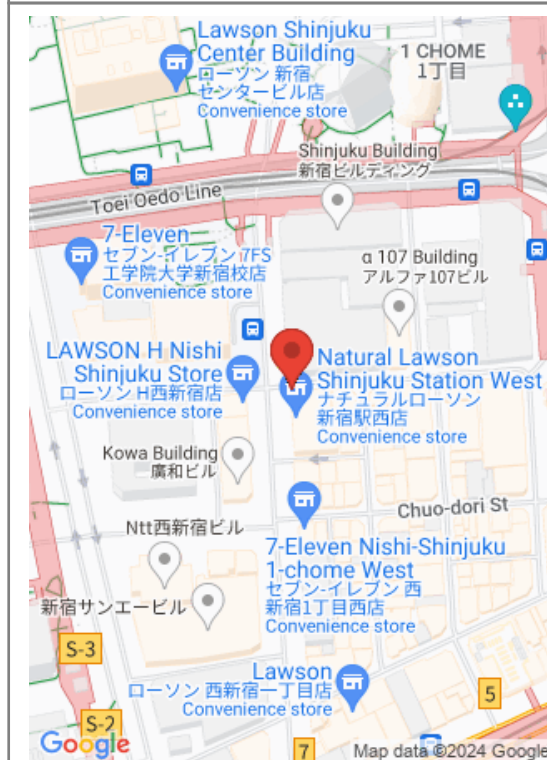 Lawson Shinjuku
Center Building
ローソン 新宿
センタービル店
Convenience store
1 CHOME
1丁目
Shinjuku Building
新宿ビルディング
Toei Oedo Line
7-Eleven
セブン-イレブン 7FS
工学院大学新宿校店
Convenience store
α 107 Building
アルファ107ビル
LAWSON H Nishi
Shinjuku Store
ローソン H西新宿店
Convenience store
Natural Lawson
Shinjuku Station West
ナチュラルローソン
新宿駅西店
Convenience store
Kowa Building
廣和ビル
Chuo-dori St
Ntt西新宿ビル
7-Eleven Nishi-Shinjuku
1-chome West
セブン-イレブン 西
新宿1丁目西店
Convenience store
新宿サンエービル
S-3
Lawson
ローソン 西新宿一丁目店
Convenience store
5
S-2
Google
7
Map data ©2024 Google